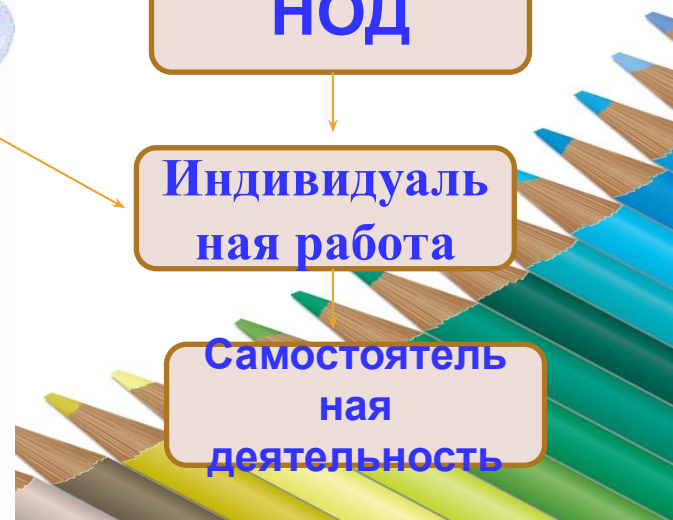 НОД
Индивидуаль
ная работа
Самостоятель
ная
деятельность